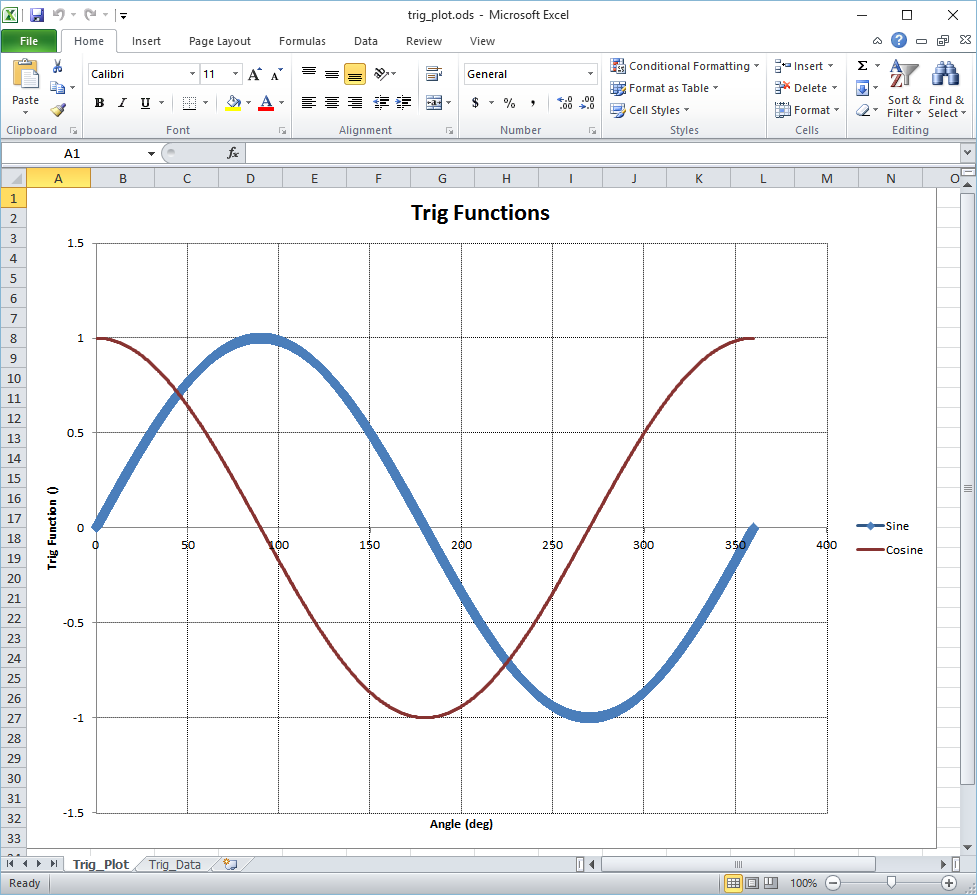 trig_plot.ods - Microsoft Excel
File Home Insert Page Layout Formulas Data Review View
Paste
Calibri 11
B I U A
General
$ % ,
Conditional Formatting
Format as Table
Cell Styles
Insert
Delete
Format
Σ
Sort & Filter
Find & Select
Clipboard Font Alignment Number Styles Cells Editing
A1 fx
A B C D E F G H I J K L M N O
1
2
3
4
5
6
7
8
9
10
11
12
13
14
15
16
17
18
19
20
21
22
23
24
25
26
27
28
29
30
31
32
33
Trig Functions
1.5
1
0.5
0
-0.5
-1
-1.5
Trig Function ()
0 50 100 150 200 250 300 350 400
Angle (deg)
Sine
Cosine
Trig_Plot Trig_Data
Ready 100%